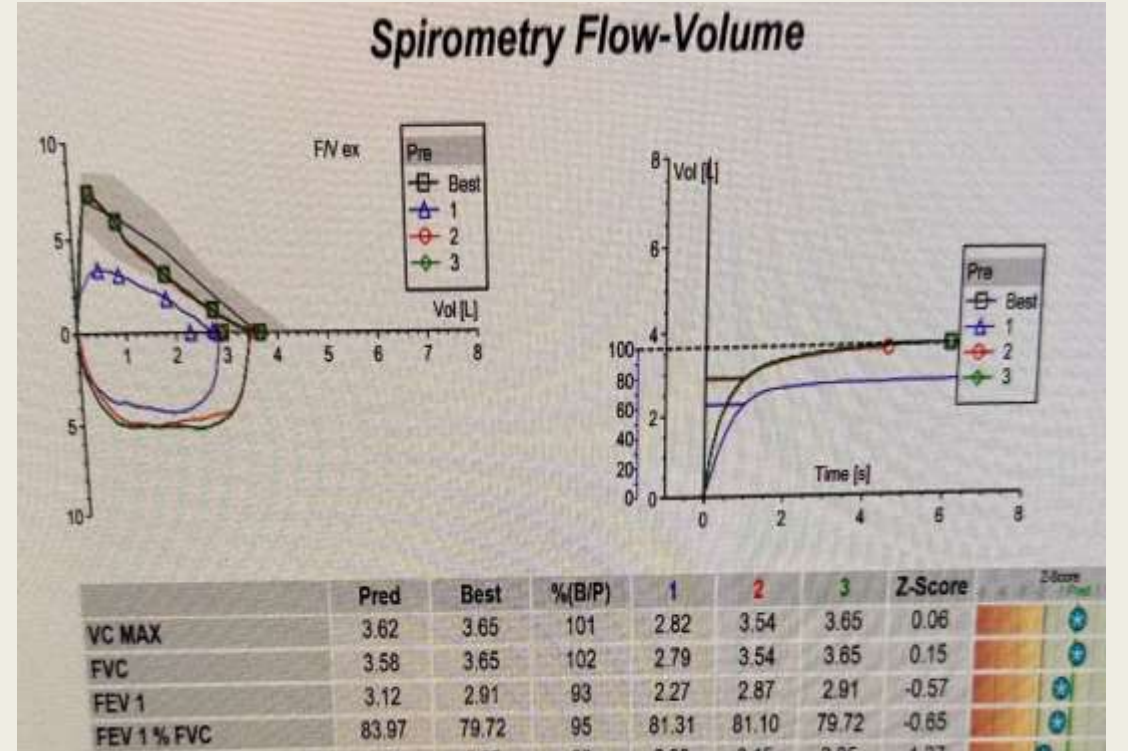 Spirometry Flow-Volume
10
5
0
5
10
F/V ex
Pre
Best
1
2
3
Vol [L]
1 2 3 4 5 6 7 8
8
6
4
2
0
Vol [L]
100
80
60
40
20
0
Pre
Best
1
2
3
Time [s]
0 2 4 6 8
Pred Best %(B/P) 1 2 3 Z-Score Z-Score
VC MAX 3.62 3.65 101 2.82 3.54 3.65 0.06
FVC 3.58 3.65 102 2.79 3.54 3.65 0.15
FEV 1 3.12 2.91 93 2.27 2.87 2.91 -0.57
FEV 1 % FVC 83.97 79.72 95 81.31 81.10 79.72 -0.65